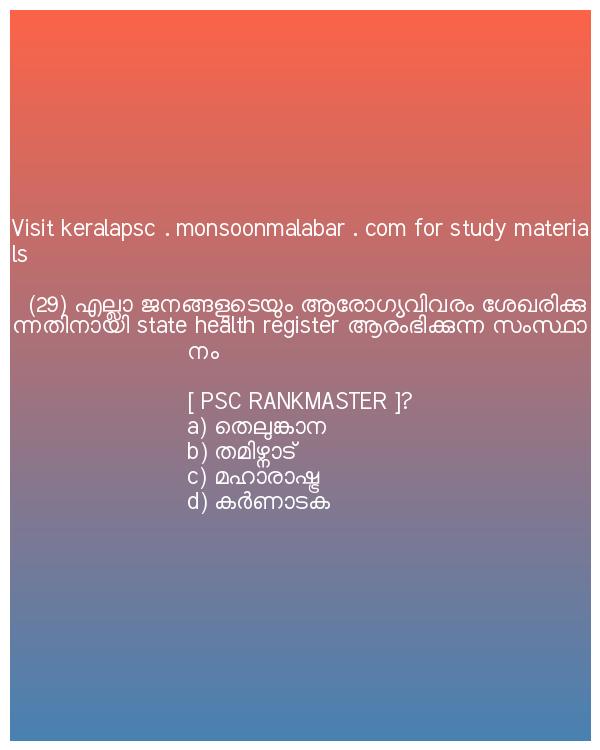 Visit keralapsc . monsoonmalabar . com for study materia
ls
(29) എല്ലാ ജനങ്ങളുടെയും ആരോഗ്യവിവരം ശേഖരിക്കു
ന്നതിനായി state health register ആരംഭിക്കുന്ന സംസ്ഥാ
നം
[ PSC RANKMASTER ]?
a) തെലുങ്കാന
b) തമിഴ്നാട്
c) മഹാരാഷ്ട്ര
d) കർണാടക